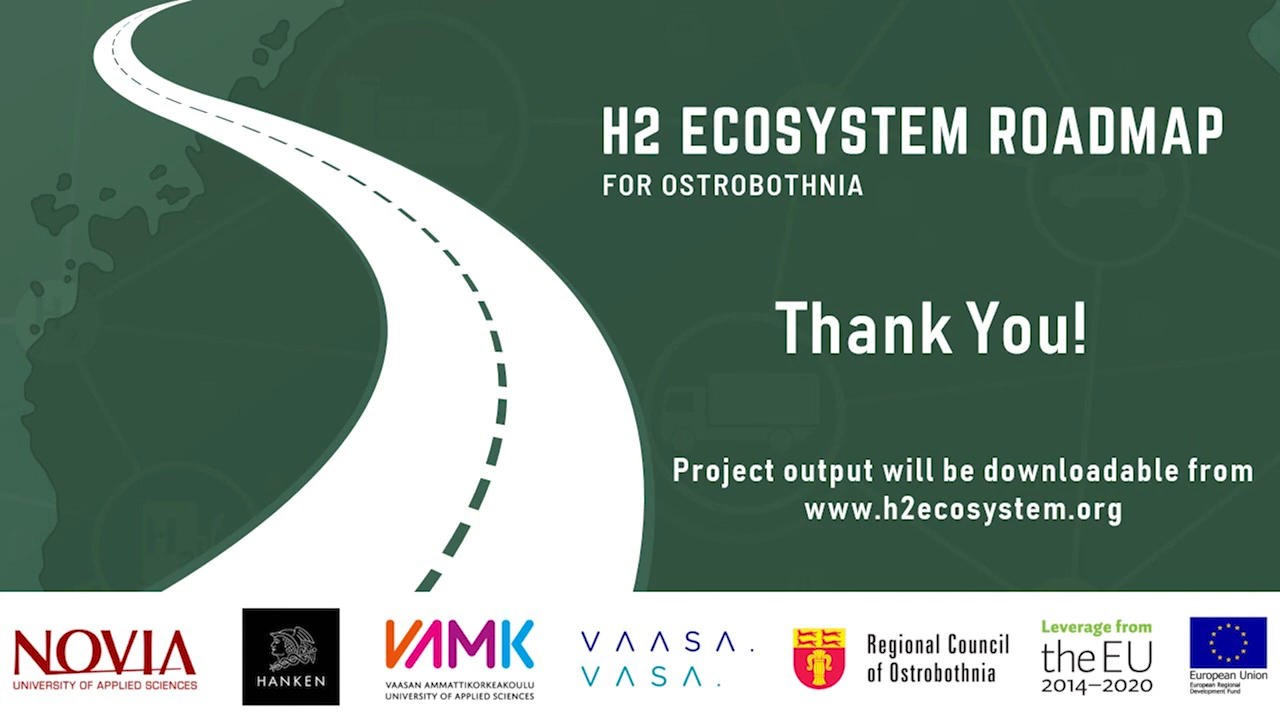 H2 ECOSYSTEM ROADMAP
FOR OSTROBOTHNIA
Thank You!
Project output will be downloadable from
www.h2ecosystem.org
NOVIA
UNIVERSITY OF APPLIED SCIENCES
HANKEN
VAMK
VAASAN AMMATTIKORKEAKOULU
UNIVERSITY OF APPLIED SCIENCES
VAASA.
VASA.
Regional Council
of Ostrobothnia
Leverage from
the EU
2014–2020
European Union
European Regional
Development Fund